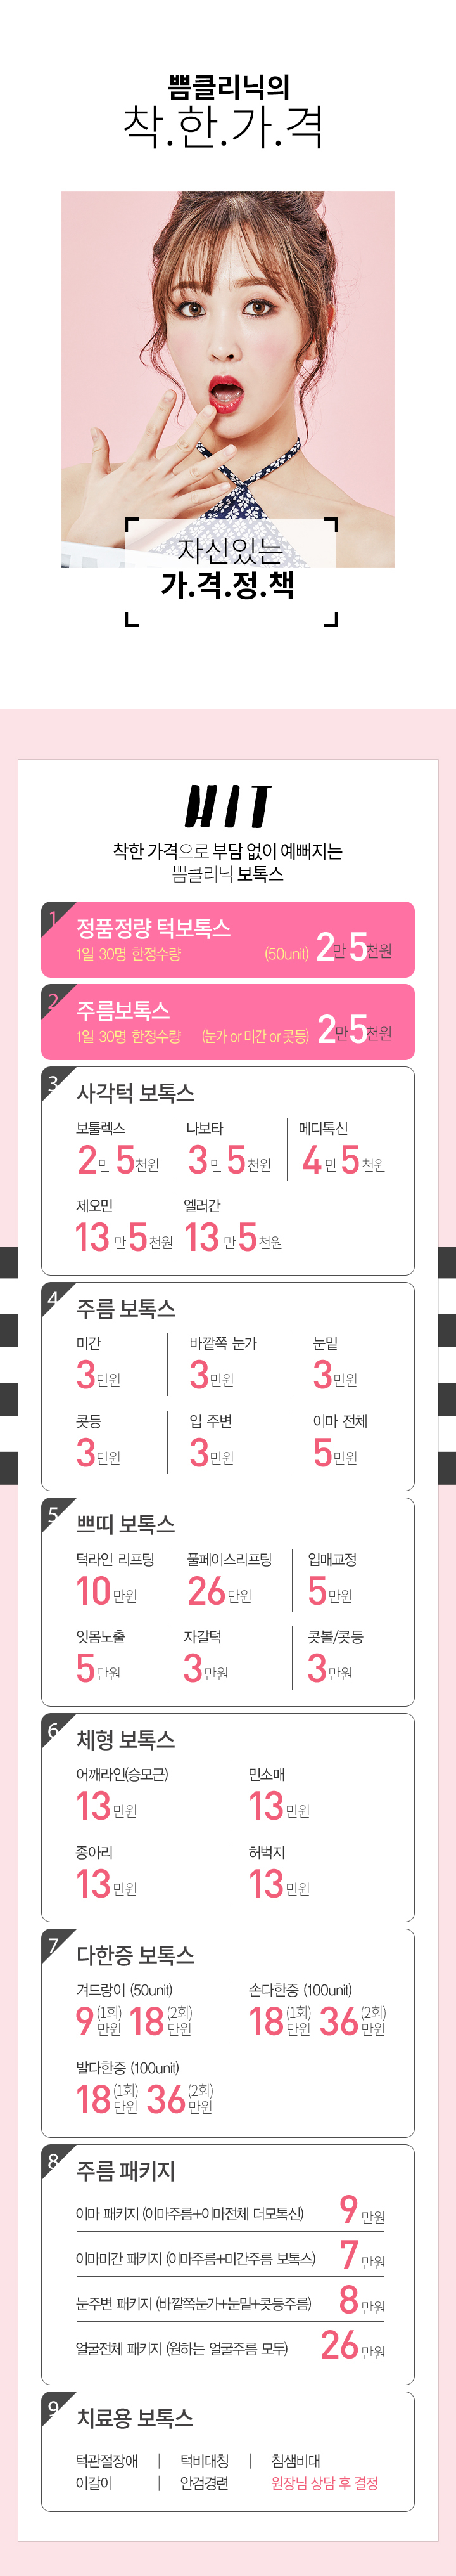 쁨클리닉의
착.한.가.격
자신있는
가.격.정.책
HIT
착한 가격으로 부담 없이 예뻐지는
쁨클리닉 보톡스
1
정품정량 턱보톡스
1일 30명 한정수량 (50unit) 2만 5천원
2
주름보톡스
1일 30명 한정수량 (눈가 or 미간 or 콧등) 2만5천원
3
사각턱 보톡스
보툴렉스 나보타 메디톡신
2만 5천원 3만 5천원 4만 5천원
제오민 엘러간
13만5천원 13만5천원
4
주름 보톡스
미간 바깥쪽 눈가 눈밑
3만원 3만원 3만원
콧등 입 주변 이마 전체
3만원 3만원 5만원
5
쁘띠 보톡스
턱라인 리프팅 풀페이스리프팅 입매교정
10만원 26만원 5만원
잇몸노출 자갈턱 콧볼/콧등
5만원 3만원 3만원
6
체형 보톡스
어깨라인(승모근) 민소매
13만원 13만원
종아리 허벅지
13만원 13만원
7
다한증 보톡스
겨드랑이 (50unit) 손다한증 (100unit)
9(1회)만원 18(2회)만원 18(1회)만원 36(2회)만원
발다한증 (100unit)
18(1회)만원 36(2회)만원
8
주름 패키지
이마 패키지 (이마주름+이마전체 더모톡신) 9만원
이마미간 패키지 (이마주름+미간주름 보톡스) 7만원
눈주변 패키지 (바깥쪽눈가+눈밑+콧등주름) 8만원
얼굴전체 패키지 (원하는 얼굴주름 모두) 26만원
9
치료용 보톡스
턱관절장애 턱비대칭 침샘비대
이갈이 안검경련 원장님 상담 후 결정